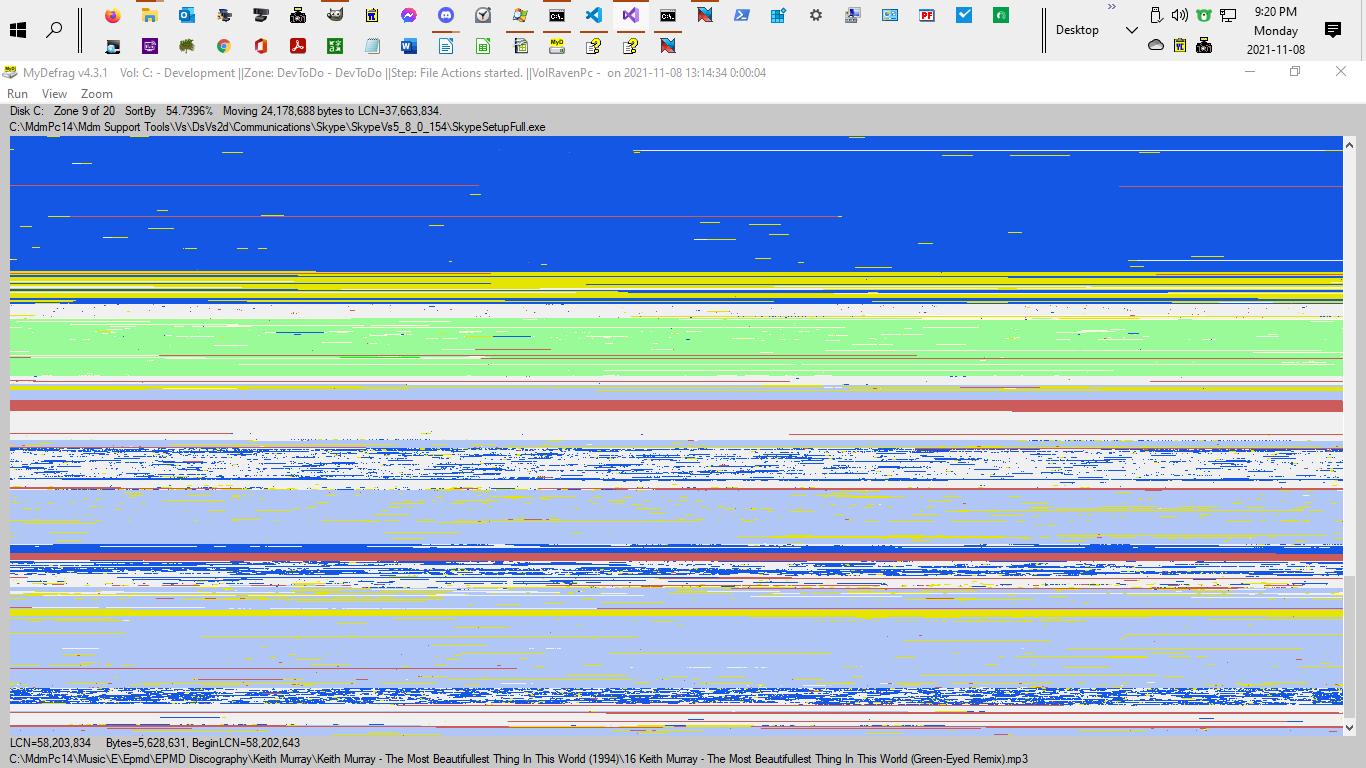 9:20 PM
Desktop
Monday
2021-11-08
MyDefrag v4.3.1 Vol: C: - Development ||Zone: DevToDo - DevToDo ||Step: File Actions started. ||VolRavenPc - on 2021-11-08 13:14:34 0:00:04
Run View Zoom
Disk C: Zone 9 of 20 SortBy 54.7396% Moving 24,178,688 bytes to LCN=37,663,834.
C:\MdmPc14\Mdm Support Tools\Vs\DsVs2d\Communications\Skype\SkypeVs5_8_0_154\SkypeSetupFull.exe
LCN=58,203,834 Bytes=5,628,631, BeginLCN=58,202,643
C:\MdmPc14\Music\E\Epmd\EPMD Discography\Keith Murray\Keith Murray - The Most Beautifullest Thing In This World (1994)\16 Keith Murray - The Most Beautifullest Thing In This World (Green-Eyed Remix).mp3